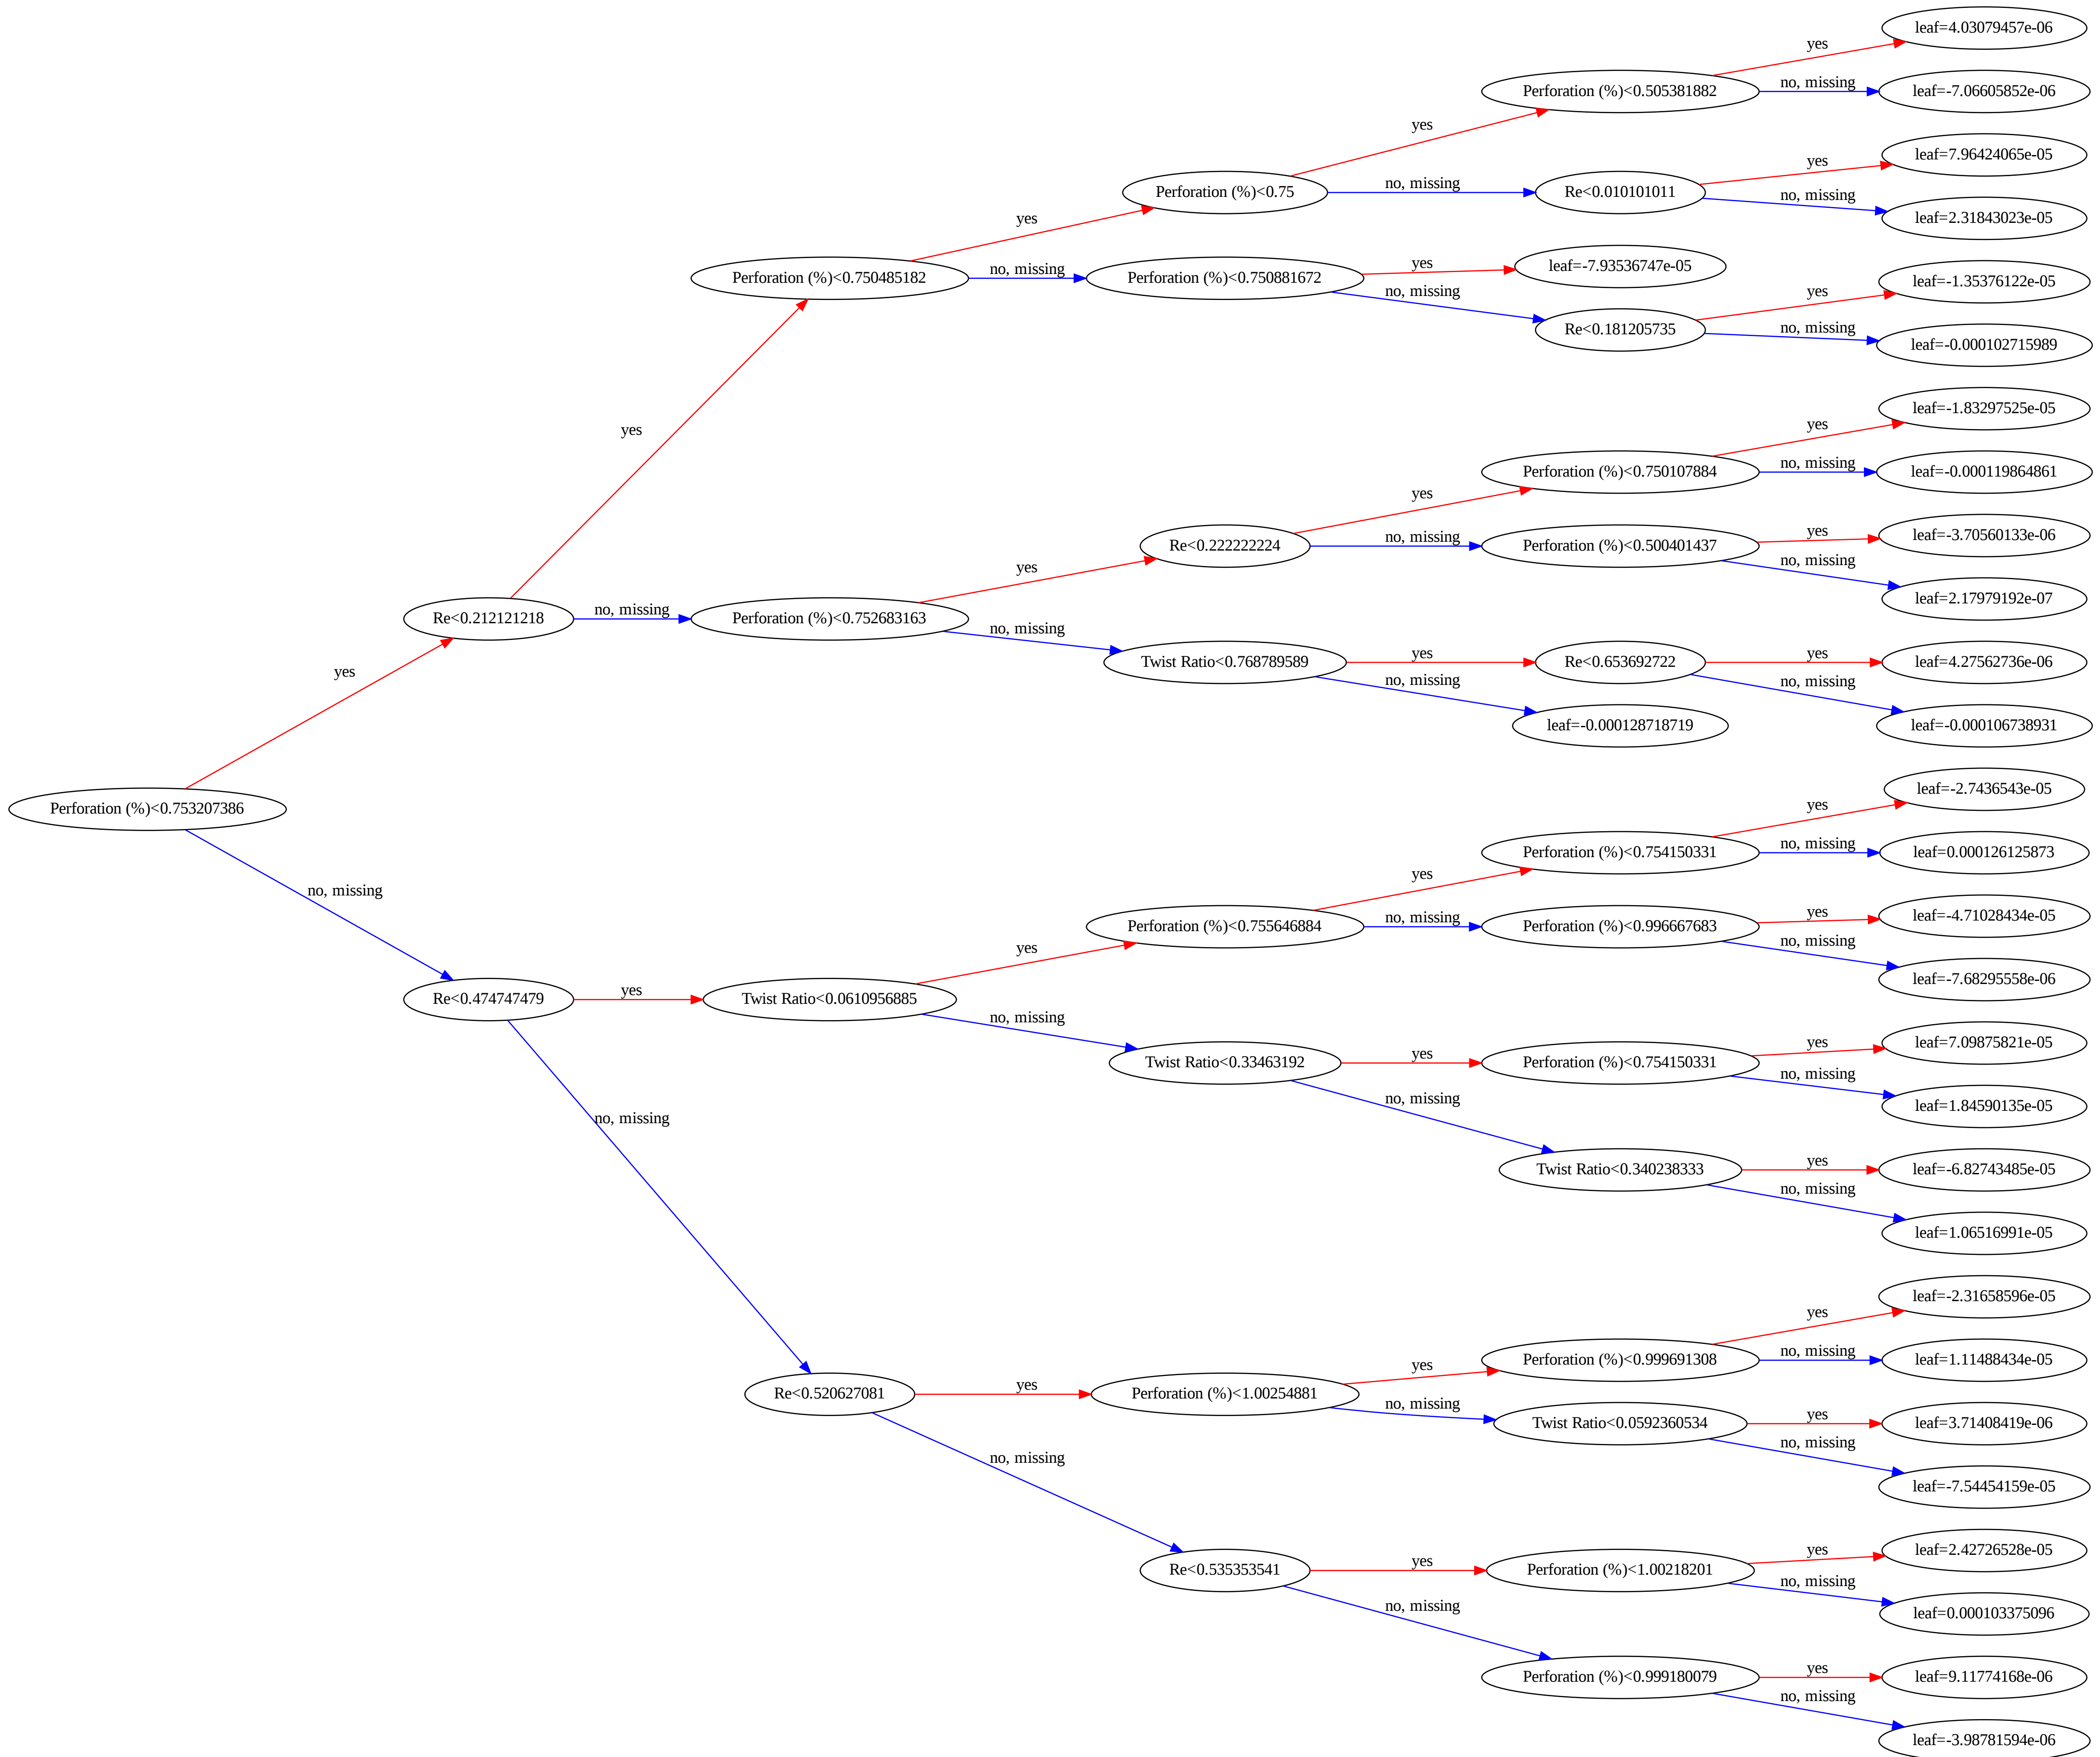 leaf=4.03079457e-06
yes
Perforation (%)<0.505381882
no, missing
leaf=-7.06605852e-06
yes
leaf=7.96424065e-05
yes
Perforation (%)<0.75
no, missing
Re<0.010101011
no, missing
leaf=2.31843023e-05
yes
Perforation (%)<0.750485182
no, missing
Perforation (%)<0.750881672
yes
leaf=-7.93536747e-05
no, missing
leaf=-1.35376122e-05
yes
Re<0.181205735
no, missing
leaf=-0.000102715989
yes
leaf=-1.83297525e-05
yes
Perforation (%)<0.750107884
no, missing
leaf=-0.000119864861
yes
Re<0.222222224
no, missing
Perforation (%)<0.500401437
yes
leaf=-3.70560133e-06
no, missing
leaf=2.17979192e-07
yes
Re<0.212121218
no, missing
Perforation (%)<0.752683163
no, missing
Twist Ratio<0.768789589
yes
Re<0.653692722
yes
leaf=4.27562736e-06
no, missing
no, missing
leaf=-0.000128718719
leaf=-0.000106738931
yes
Perforation (%)<0.753207386
no, missing
leaf=-2.7436543e-05
yes
Perforation (%)<0.754150331
no, missing
leaf=0.000126125873
yes
Perforation (%)<0.755646884
no, missing
Perforation (%)<0.996667683
yes
leaf=-4.71028434e-05
no, missing
leaf=-7.68295558e-06
yes
Re<0.474747479
yes
Twist Ratio<0.0610956885
no, missing
Twist Ratio<0.33463192
yes
Perforation (%)<0.754150331
yes
leaf=7.09875821e-05
no, missing
leaf=1.84590135e-05
no, missing
Twist Ratio<0.340238333
yes
leaf=-6.82743485e-05
no, missing
leaf=1.06516991e-05
no, missing
leaf=-2.31658596e-05
yes
Perforation (%)<0.999691308
no, missing
leaf=1.11488434e-05
yes
Re<0.520627081
yes
Perforation (%)<1.00254881
no, missing
Twist Ratio<0.0592360534
yes
leaf=3.71408419e-06
no, missing
leaf=-7.54454159e-05
no, missing
Re<0.535353541
yes
Perforation (%)<1.00218201
yes
leaf=2.42726528e-05
no, missing
leaf=0.000103375096
no, missing
Perforation (%)<0.999180079
yes
leaf=9.11774168e-06
no, missing
leaf=-3.98781594e-06